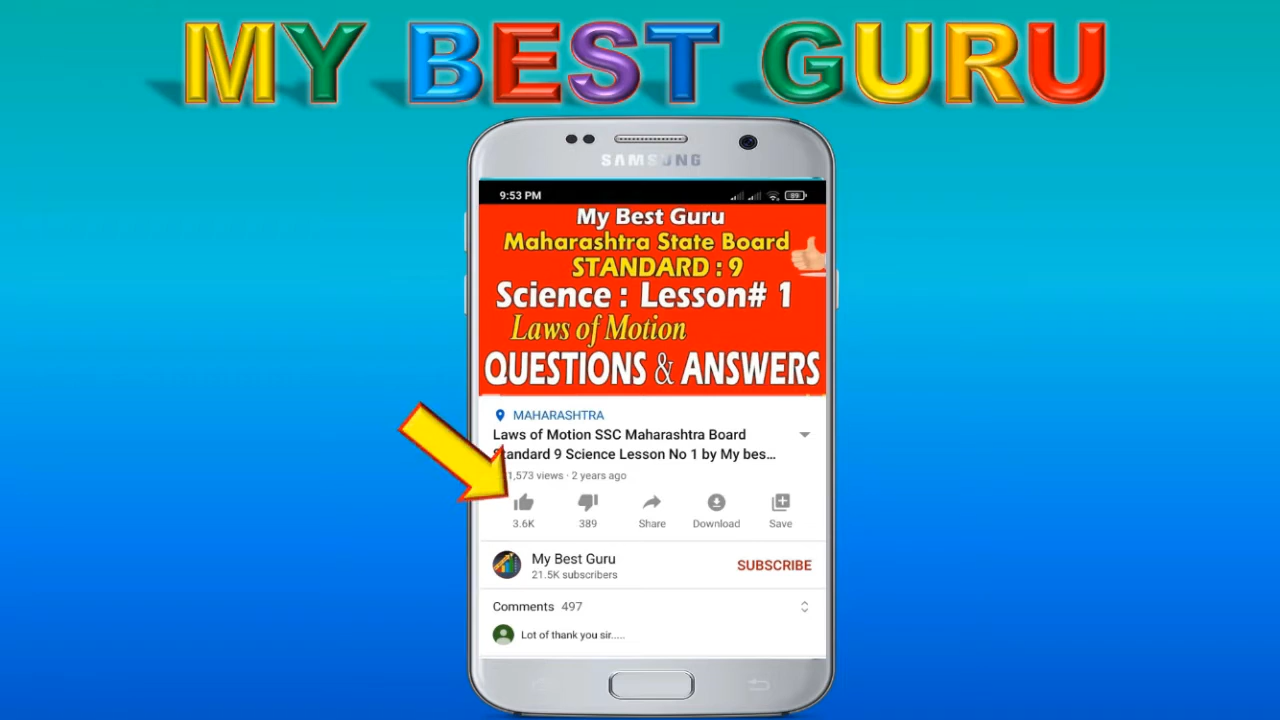 MY BEST GURU
SAMSUNG
9:53 PM
89
My Best Guru
Maharashtra State Board
STANDARD : 9
Science : Lesson# 1
Laws of Motion
QUESTIONS & ANSWERS
MAHARASHTRA
Laws of Motion SSC Maharashtra Board
Standard 9 Science Lesson No 1 by My bes...
1,573 views · 2 years ago
3.6K 389 Share Download Save
My Best Guru
21.5K subscribers
SUBSCRIBE
Comments 497
Lot of thank you sir.....